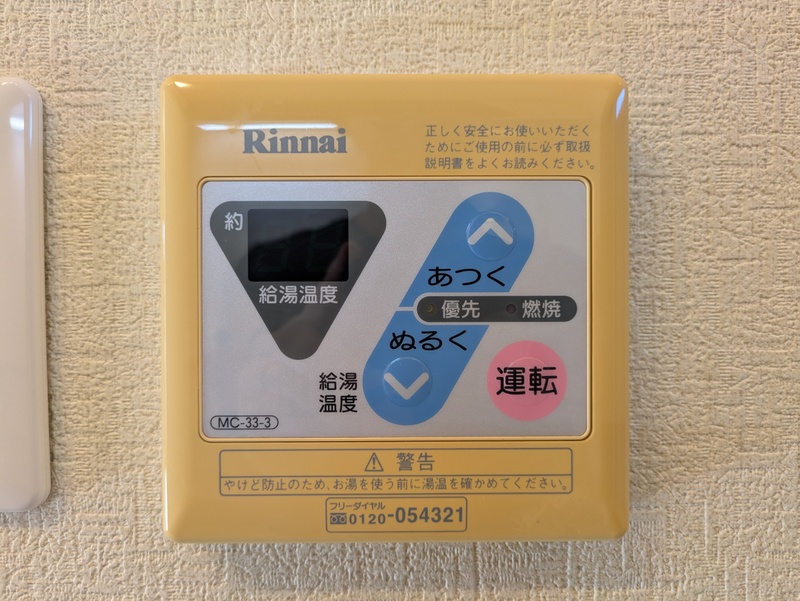 Rinnai
正しく安全にお使いいただく
ためにご使用の前に必ず取扱
説明書をよくお読みください。
約
給湯温度
あつく
優先 燃焼
ぬるく
給湯
温度
運転
MC-33-3
⚠ 警告
やけど防止のため、お湯を使う前に湯温を確かめてください。
フリーダイヤル
0120-054321